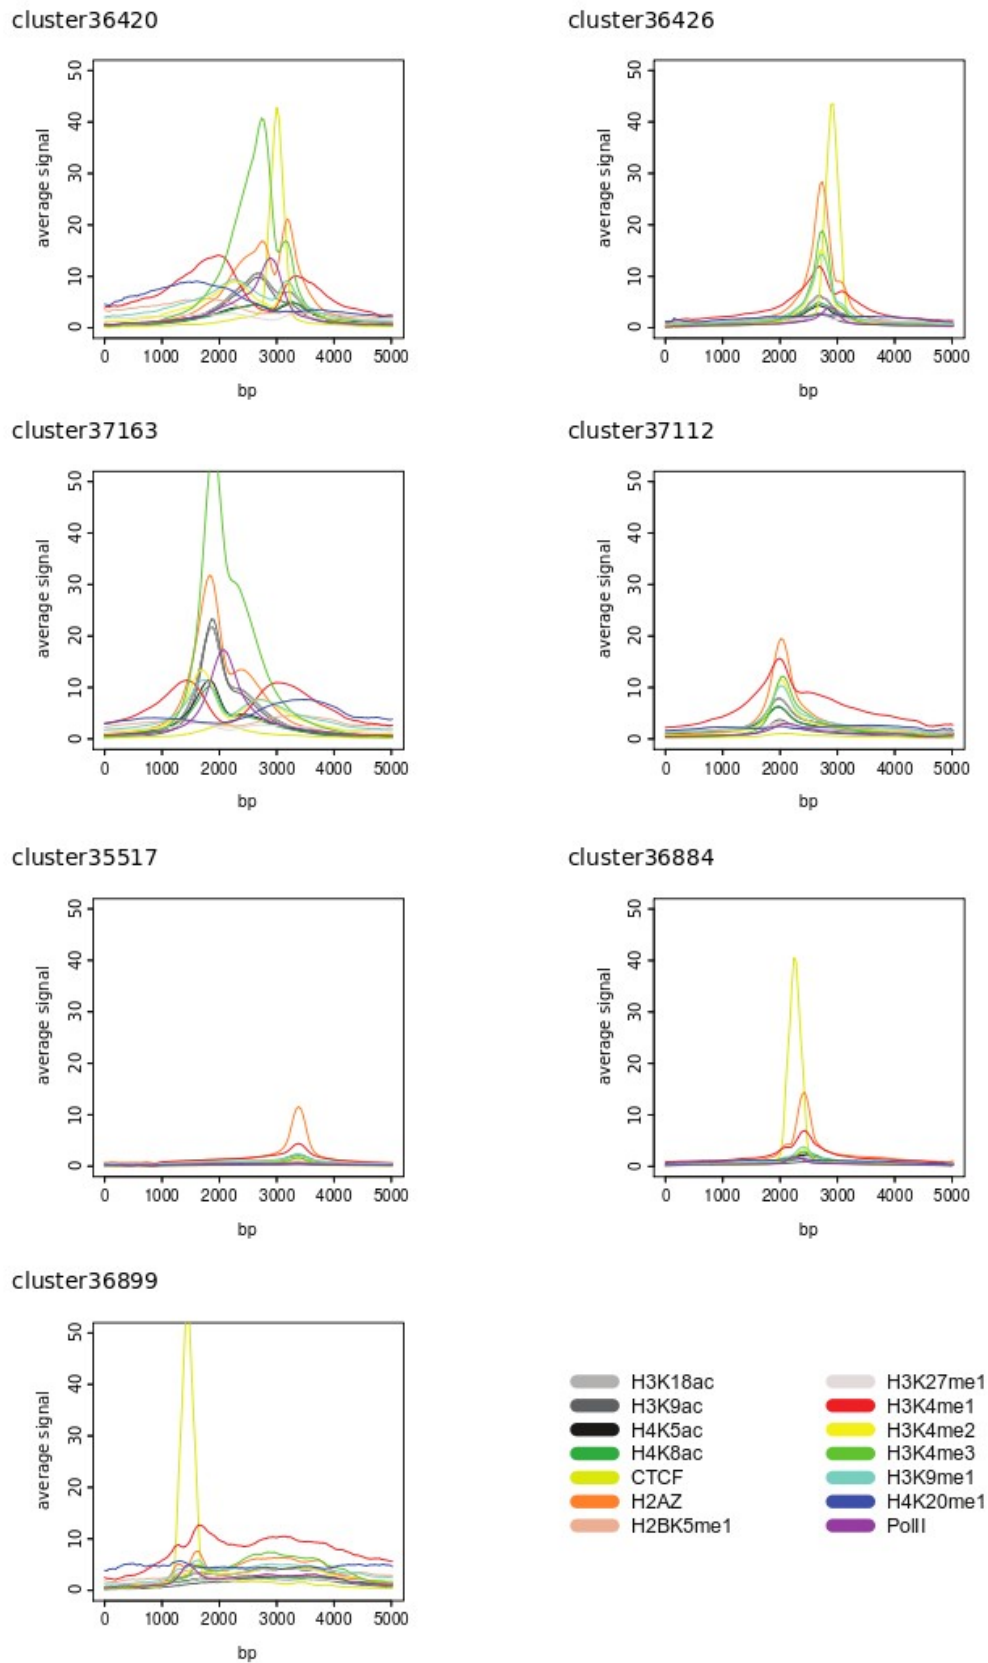 cluster36420
cluster36426
average signal
50
40
30
20
10
0
0 1000 2000 3000 4000 5000
bp
average signal
50
40
30
20
10
0
0 1000 2000 3000 4000 5000
bp
cluster37163
cluster37112
average signal
50
40
30
20
10
0
0 1000 2000 3000 4000 5000
bp
average signal
50
40
30
20
10
0
0 1000 2000 3000 4000 5000
bp
cluster35517
cluster36884
average signal
50
40
30
20
10
0
0 1000 2000 3000 4000 5000
bp
average signal
50
40
30
20
10
0
0 1000 2000 3000 4000 5000
bp
cluster36899
average signal
50
40
30
20
10
0
0 1000 2000 3000 4000 5000
bp
H3K18ac
H3K9ac
H4K5ac
H4K8ac
CTCF
H2AZ
H2BK5me1
H3K27me1
H3K4me1
H3K4me2
H3K4me3
H3K9me1
H4K20me1
PolII